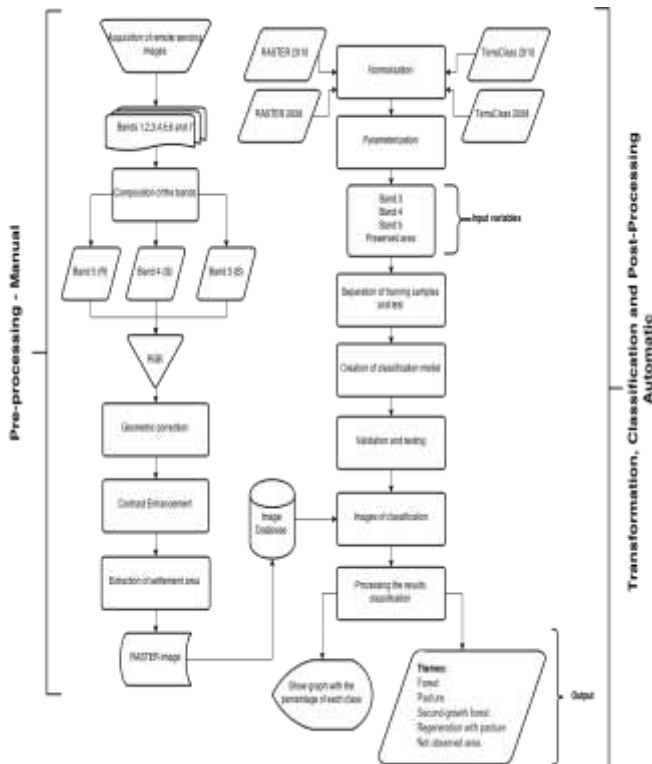 Pre-processing - Manual
Acquisition of remote sensing
images
Bands 1,2,3,4,5,6 and 7
Composition of the bands
Band 5 (R)
Band 4 (G)
Band 3 (B)
RGB
Geometric correction
Contrast Enhancement
Extraction of settlement area
RASTER-image
Image
Database
RASTER 2010
RASTER 2008
TerraClass 2010
TerraClass 2008
Normalization
Parameterization
Band 3
Band 4
Band 5
Preserved area
Input variables
Separation of training samples
and test
Creation of classification model
Validation and testing
Images of classification
Processing the results
classification
Show graph with the
percentage of each class
Themes:
Forest
Pasture
Second-growth forest
Regeneration with pasture
Not observed area
Output
Transformation, Classification and Post-Processing
Automatic